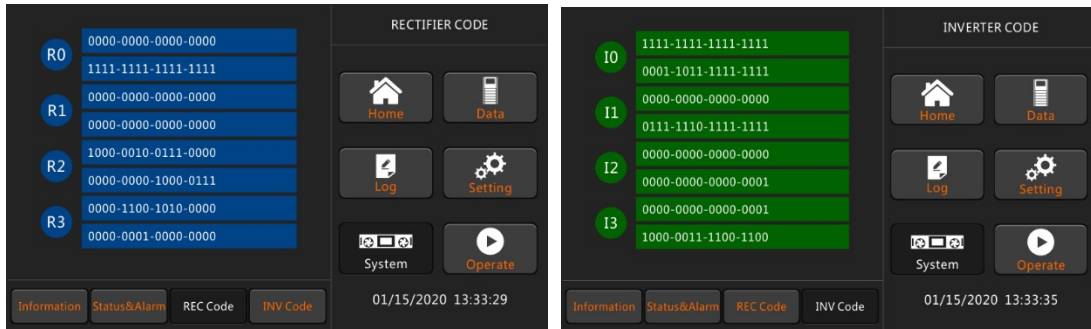 RECTIFIER CODE
R0
0000-0000-0000-0000
1111-1111-1111-1111
R1
0000-0000-0000-0000
0000-0000-0000-0000
R2
1000-0010-0111-0000
0000-0000-1000-0111
R3
0000-1100-1010-0000
0000-0001-0000-0000
Home
Data
Log
Setting
System
Operate
Information
Status&Alarm
REC Code
INV Code
01/15/2020 13:33:29
INVERTER CODE
I0
1111-1111-1111-1111
0001-1011-1111-1111
I1
0000-0000-0000-0000
0111-1110-1111-1111
I2
0000-0000-0000-0000
0000-0000-0000-0001
I3
0000-0000-0000-0001
1000-0011-1100-1100
Home
Data
Log
Setting
System
Operate
Information
Status&Alarm
REC Code
INV Code
01/15/2020 13:33:35